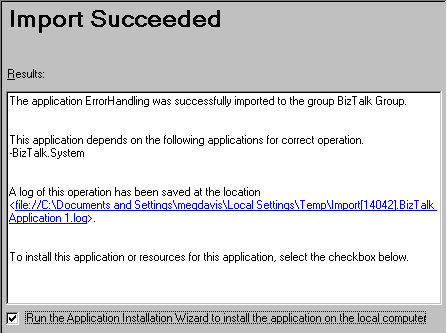 Import Succeeded
Results:
The application ErrorHandling was successfully imported to the group BizTalk Group.
This application depends on the following applications for correct operation.
-BizTalk.System
A log of this operation has been saved at the location
<file://C:\Documents and Settings\megdavis\Local Settings\Temp\Import[14042].BizTalk
Application 1.log>.
To install this application or resources for this application, select the checkbox below.
Run the Application Installation Wizard to install the application on the local computer